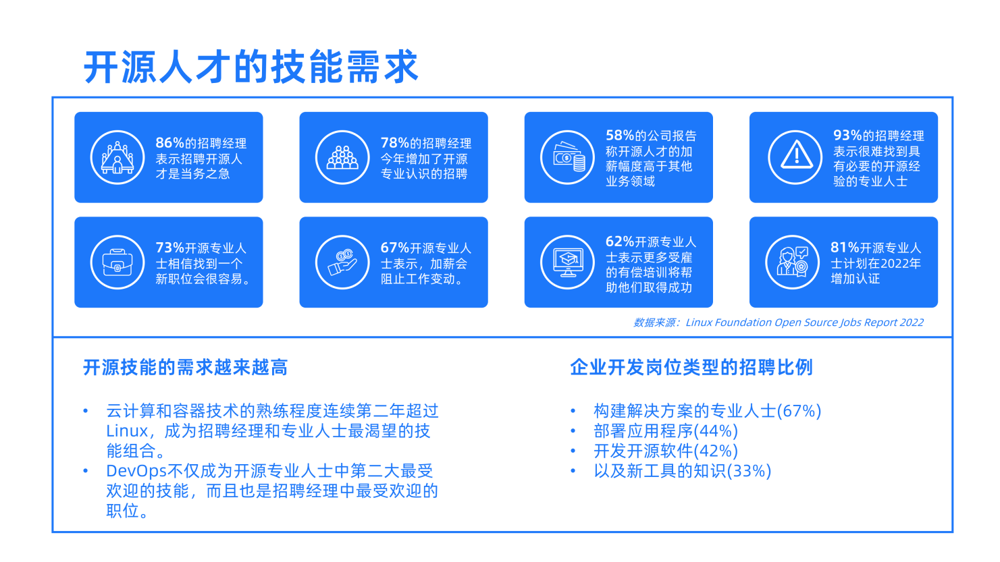 开源人才的技能需求
86%的招聘经理
表示招聘开源人
才是当务之急
78%的招聘经理
今年增加了开源
专业认识的招聘
58%的公司报告
称开源人才的加
薪幅度高于其他
业务领域
93%的招聘经理
表示很难找到具
有必要的开源经
验的专业人士
73%开源专业人
士相信找到一个
新职位会很容易。
67%开源专业人
士表示，加薪会
阻止工作变动。
62%开源专业人
士表示更多受雇
的有偿培训将帮
助他们取得成功
81%开源专业人
士计划在2022年
增加认证
数据来源：Linux Foundation Open Source Jobs Report 2022
开源技能的需求越来越高
• 云计算和容器技术的熟练程度连续第二年超过
Linux，成为招聘经理和专业人士最渴望的技
能组合。
• DevOps不仅成为开源专业人士中第二大最受
欢迎的技能，而且也是招聘经理中最受欢迎的
职位。
企业开发岗位类型的招聘比例
• 构建解决方案的专业人士(67%)
• 部署应用程序(44%)
• 开发开源软件(42%)
• 以及新工具的知识(33%)